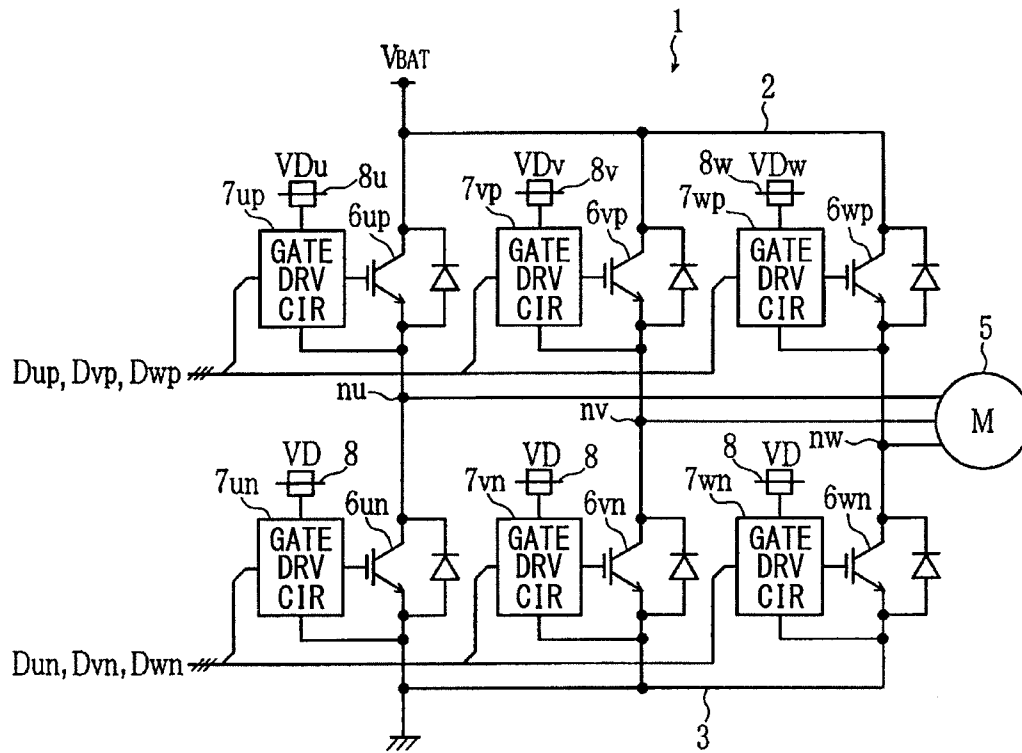 1
VBAT
2
VDu
8u
7up
6up
VDv
8v
7vp
6vp
8w
VDw
7wp
6wp
GATE
DRV
CIR
GATE
DRV
CIR
GATE
DRV
CIR
5
Dup, Dvp, Dwp
nu
nv
nw
M
VD
8
7un
6un
VD
8
7vn
6vn
8
VD
7wn
6wn
GATE
DRV
CIR
GATE
DRV
CIR
GATE
DRV
CIR
Dun, Dvn, Dwn
3